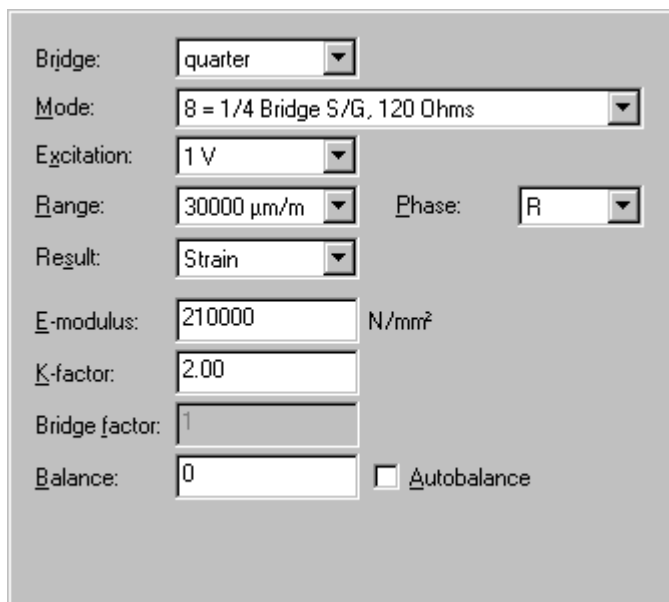 Bridge: quarter
Mode: 8 = 1/4 Bridge S/G, 120 Ohms
Excitation: 1 V
Range: 30000 µm/m Phase: R
Result: Strain
E-modulus: 210000 N/mm²
K-factor: 2.00
Bridge factor: 1
Balance: 0 Autobalance